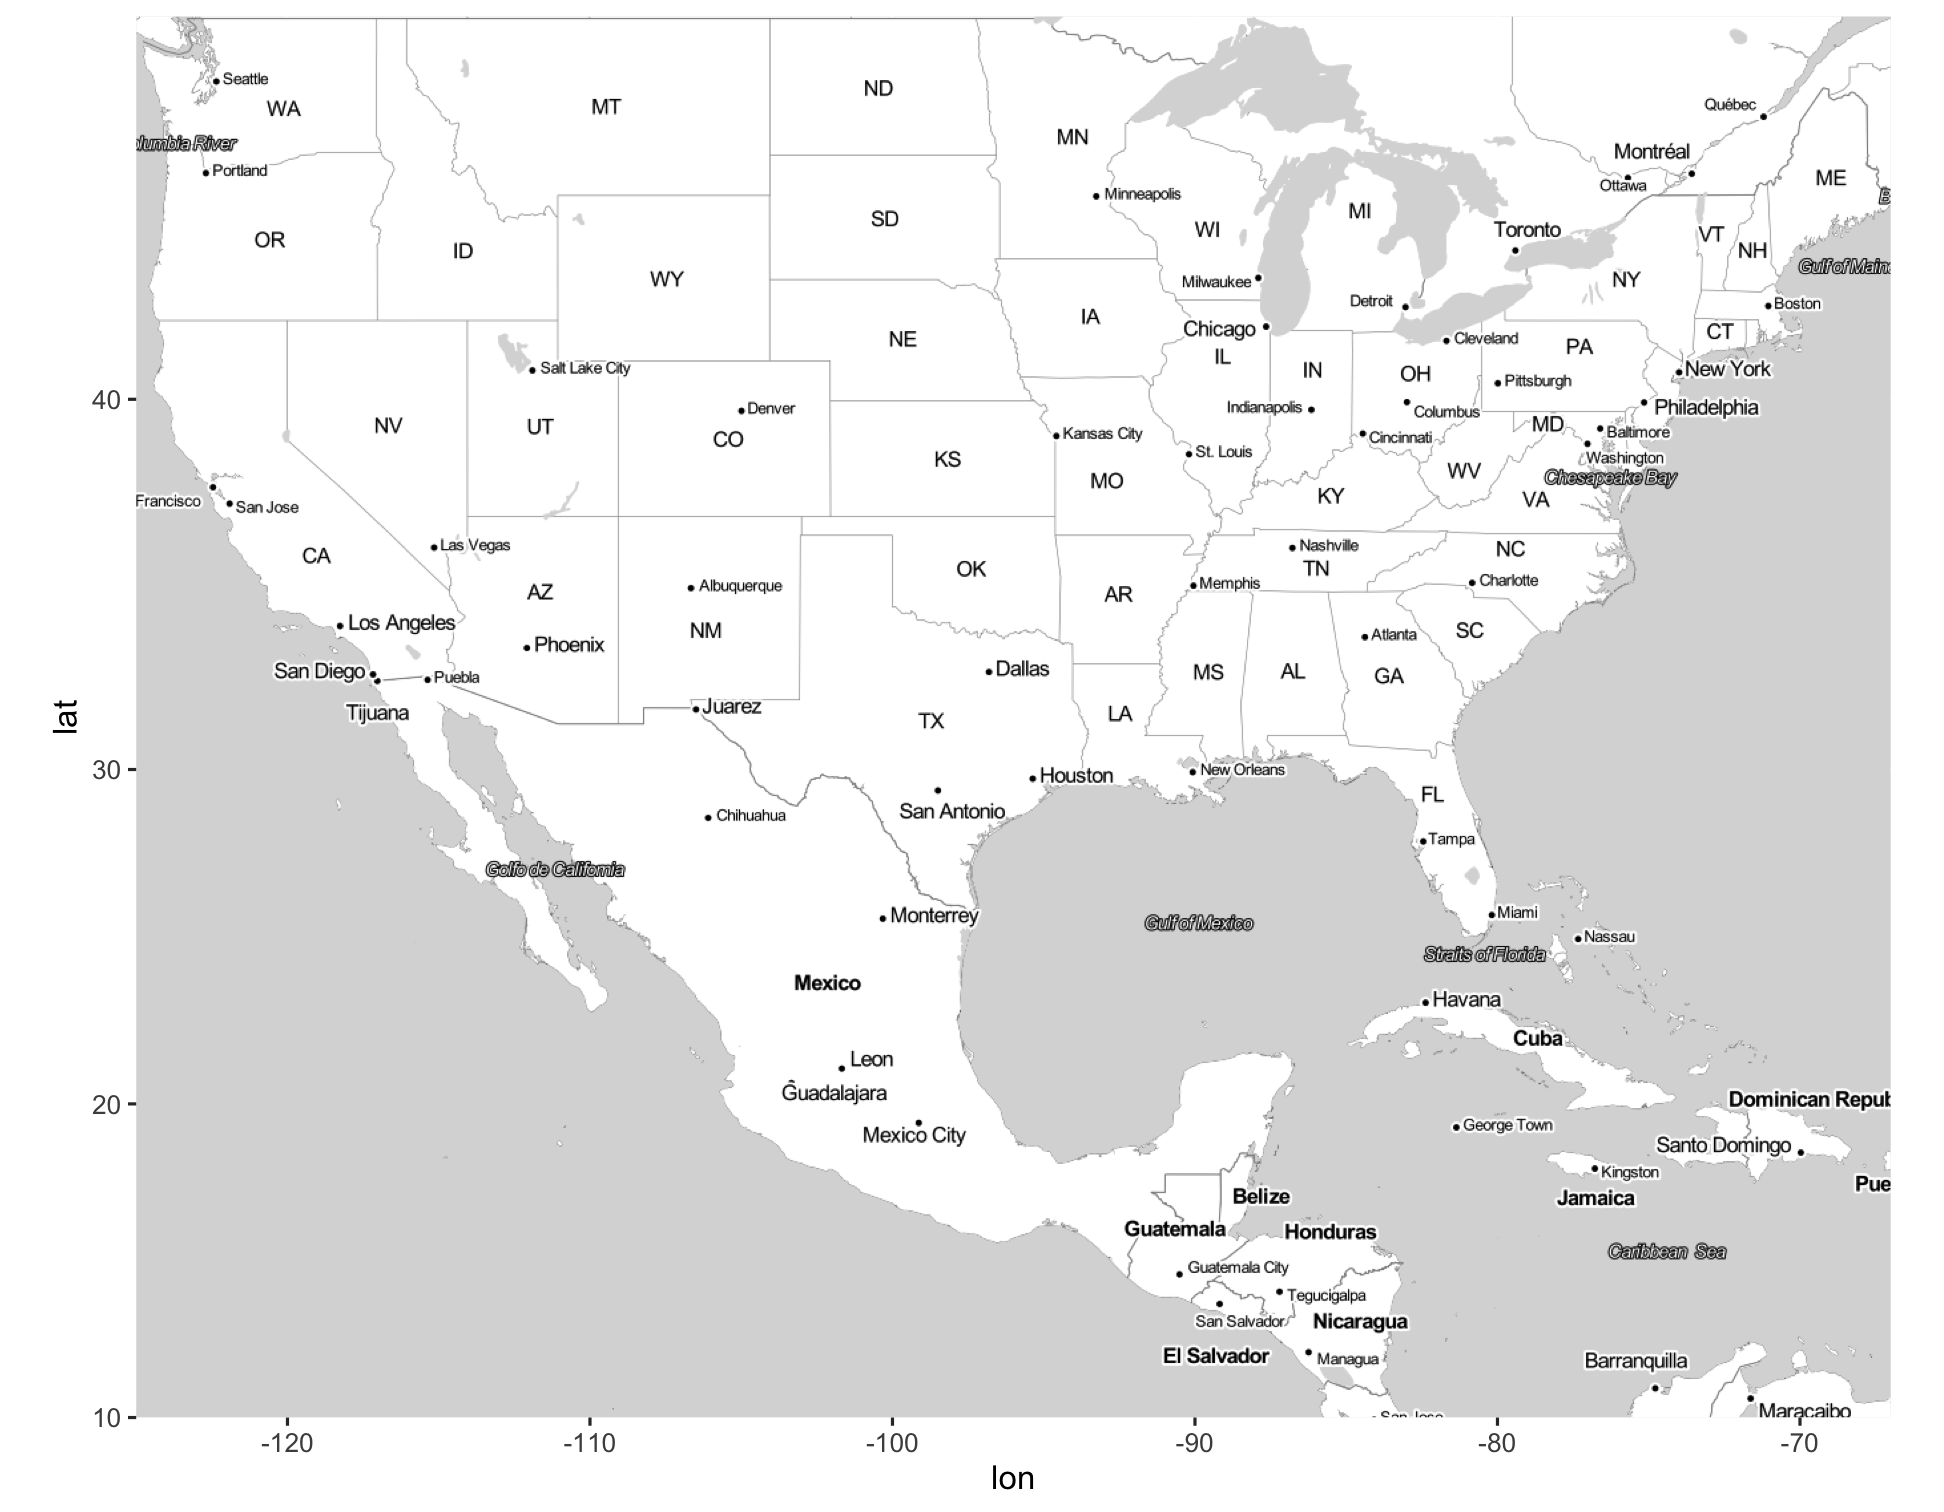 Seattle
WA
MT
ND
MN
Québec
lumbia River
Portland
Montréal
Ottawa
ME
Minneapolis
OR
ID
SD
WI
MI
Toronto
VT
NH
WY
Gulf of Maine
NY
Milwaukee
Detroit
Boston
IA
NE
Chicago
CT
Cleveland
IL
PA
Salt Lake City
IN
OH
New York
Pittsburgh
40
NV
UT
Denver
CO
Indianapolis
Columbus
Philadelphia
MD
Kansas City
Cincinnati
Baltimore
KS
St. Louis
Washington
WV
Chesapeake Bay
MO
KY
VA
Francisco
San Jose
CA
Las Vegas
Nashville
NC
OK
TN
AZ
Albuquerque
AR
Memphis
Charlotte
Los Angeles
NM
SC
Phoenix
Atlanta
San Diego
Puebla
Dallas
MS
AL
GA
Tijuana
Juarez
TX
LA
lat
30
Houston
New Orleans
San Antonio
FL
Chihuahua
Tampa
Golfo de California
Monterrey
Gulf of Mexico
Miami
Nassau
Straits of Florida
Mexico
Havana
Cuba
Leon
Guadalajara
20
Dominican Repub
Mexico City
George Town
Santo Domingo
Kingston
Belize
Jamaica
Pue
Guatemala
Honduras
Caribbean Sea
Guatemala City
Tegucigalpa
San Salvador
Nicaragua
El Salvador
Managua
Barranquilla
Maracaibo
San Jose
10
-120
-110
-100
-90
-80
-70
lon